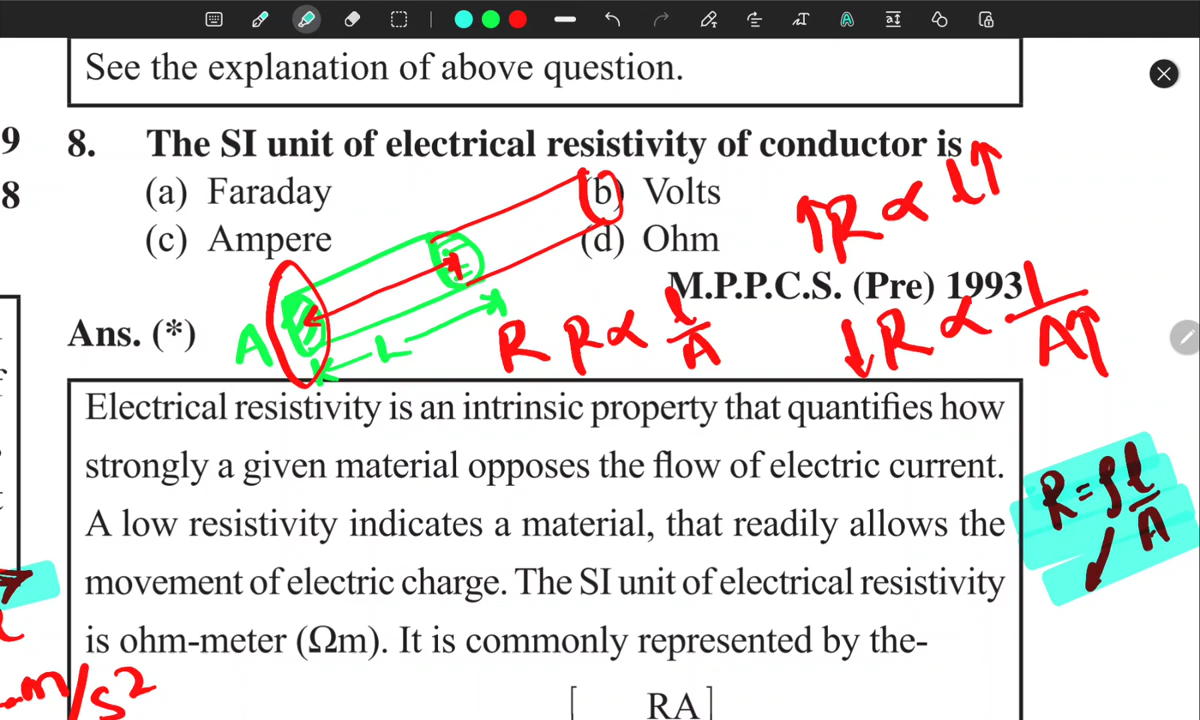 See the explanation of above question.
9 8. The SI unit of electrical resistivity of conductor is
8 (a) Faraday (b) Volts
(c) Ampere (d) Ohm
↑R ∝ l↑
M.P.P.C.S. (Pre) 1993
Ans. (*)
A L R R ∝ l/A ↓R ∝ 1/A↑
Electrical resistivity is an intrinsic property that quantifies how
strongly a given material opposes the flow of electric current.
R = ρl/A
A low resistivity indicates a material, that readily allows the
movement of electric charge. The SI unit of electrical resistivity
is ohm-meter (Ωm). It is commonly represented by the-
m/s2
[ RA]